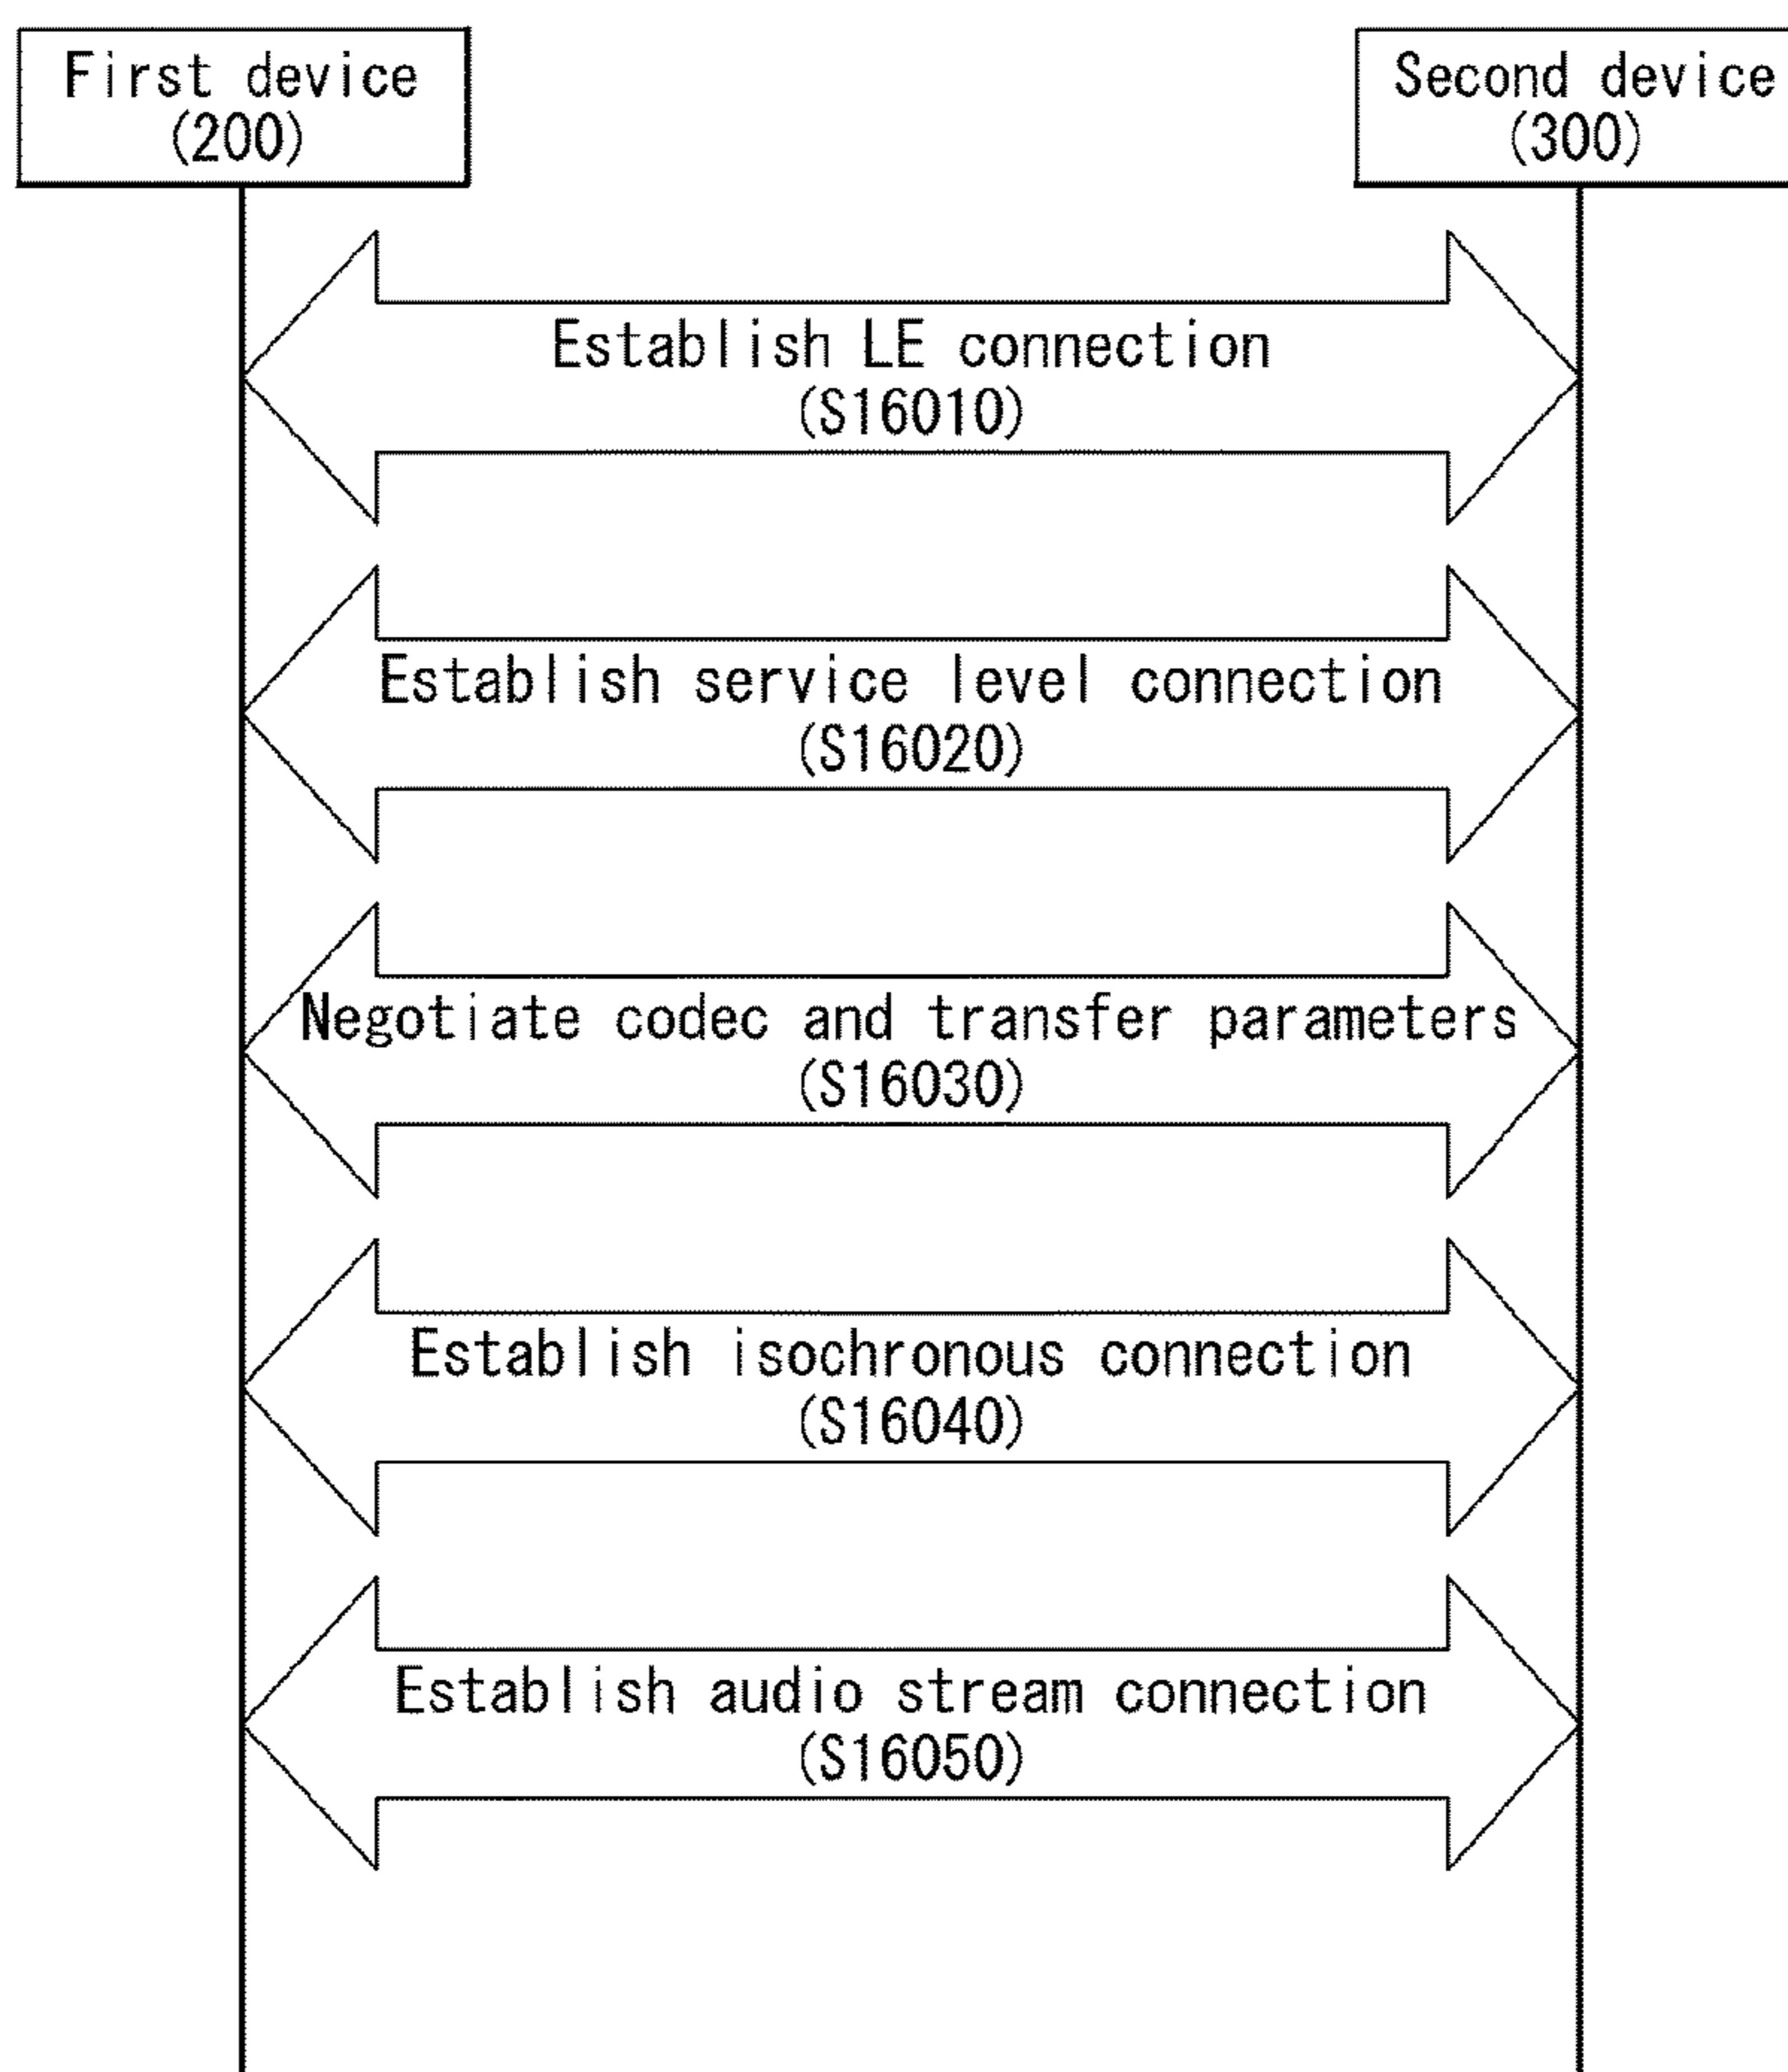 First device
(200)
Second device
(300)
Establish LE connection
(S16010)
Establish service level connection
(S16020)
Negotiate codec and transfer parameters
(S16030)
Establish isochronous connection
(S16040)
Establish audio stream connection
(S16050)